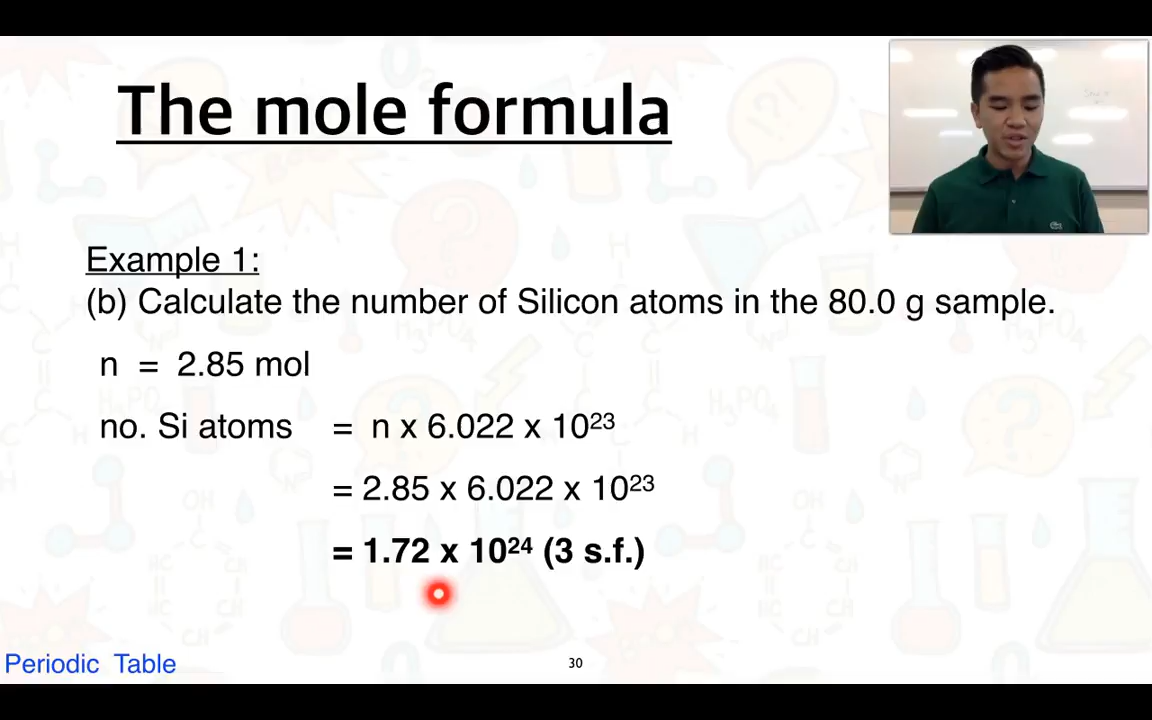 The mole formula
Example 1:
(b) Calculate the number of Silicon atoms in the 80.0 g sample.
n = 2.85 mol
no. Si atoms = n x 6.022 x 10²³
= 2.85 x 6.022 x 10²³
= 1.72 x 10²⁴ (3 s.f.)
Periodic Table
30